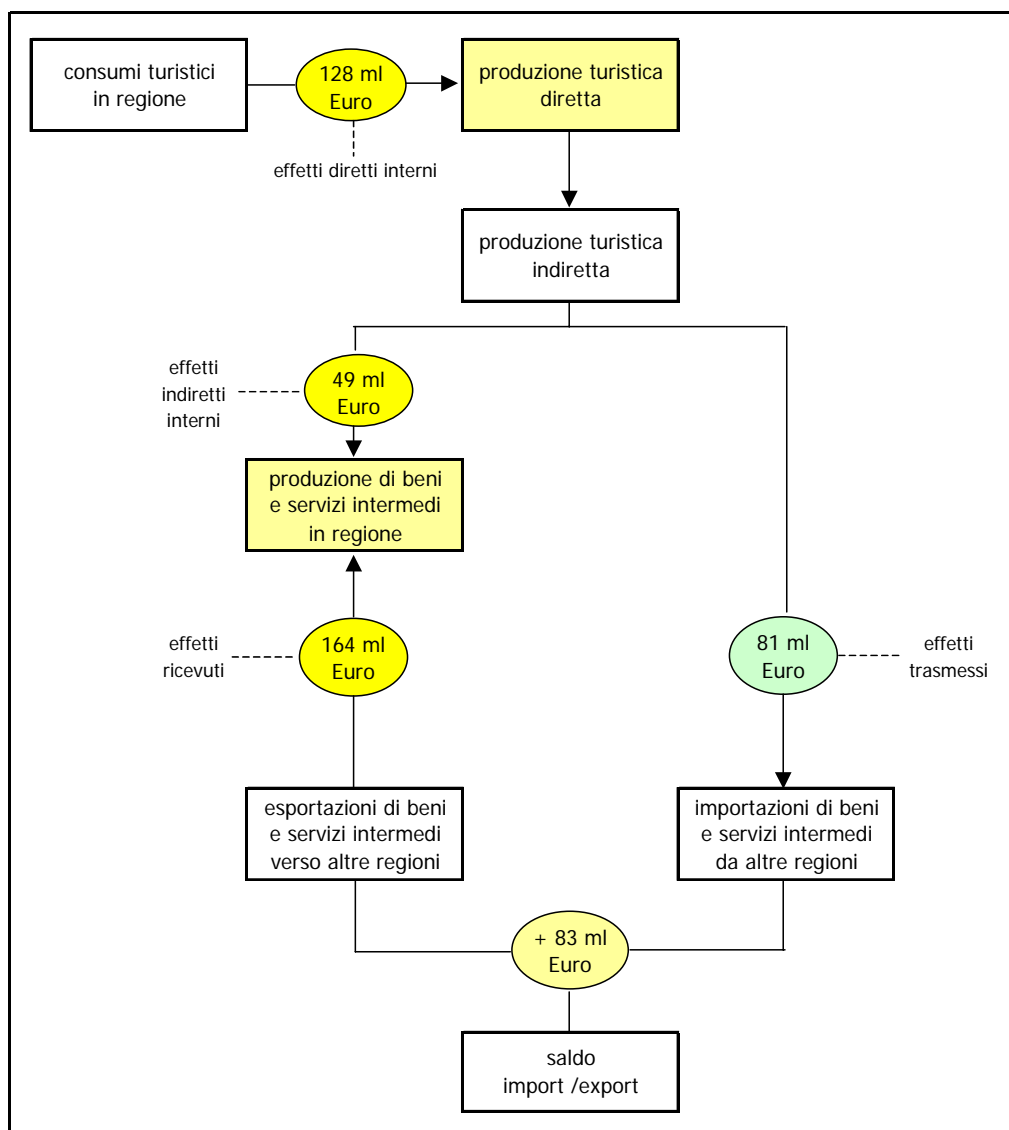 consumi turistici
in regione
128 ml
Euro
produzione turistica
diretta
effetti diretti interni
produzione turistica
indiretta
effetti
indiretti
interni
49 ml
Euro
produzione di beni
e servizi intermedi
in regione
effetti
ricevuti
164 ml
Euro
81 ml
Euro
effetti
trasmessi
esportazioni di beni
e servizi intermedi
verso altre regioni
importazioni di beni
e servizi intermedi
da altre regioni
+ 83 ml
Euro
saldo
import /export